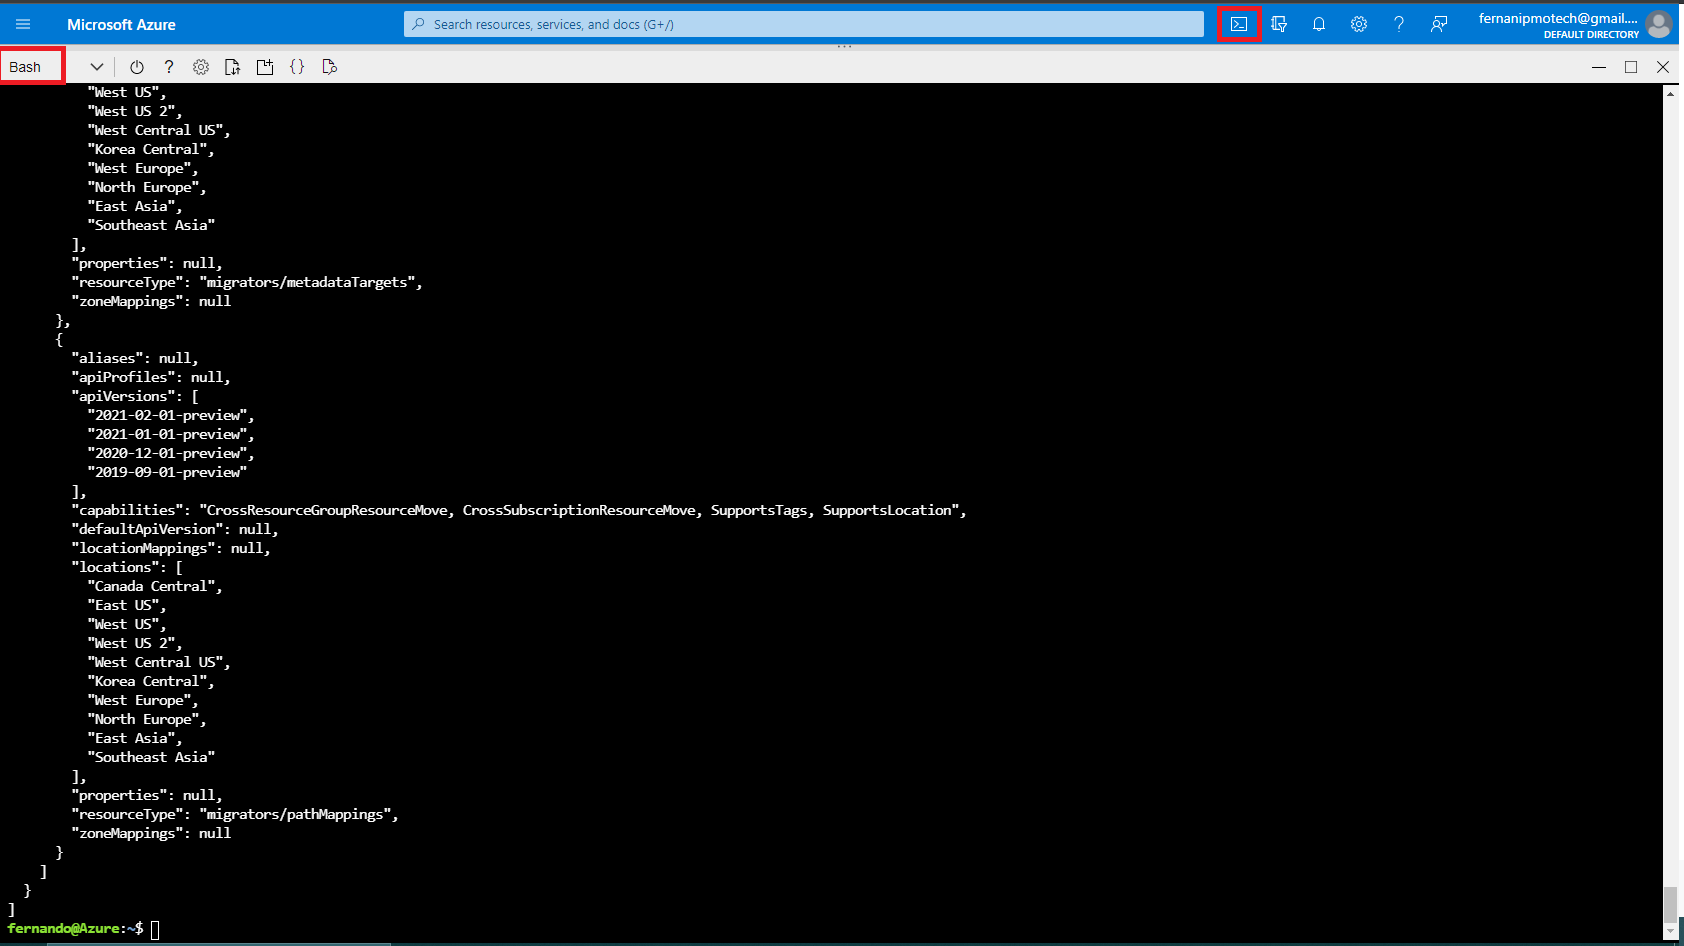 Microsoft Azure
Search resources, services, and docs (G+/)
fernanipmotech@gmail....
DEFAULT DIRECTORY
Bash
"West US",
"West US 2",
"West Central US",
"Korea Central",
"West Europe",
"North Europe",
"East Asia",
"Southeast Asia"
],
"properties": null,
"resourceType": "migrators/metadataTargets",
"zoneMappings": null
},
{
"aliases": null,
"apiProfiles": null,
"apiVersions": [
"2021-02-01-preview",
"2021-01-01-preview",
"2020-12-01-preview",
"2019-09-01-preview"
],
"capabilities": "CrossResourceGroupResourceMove, CrossSubscriptionResourceMove, SupportsTags, SupportsLocation",
"defaultApiVersion": null,
"locationMappings": null,
"locations": [
"Canada Central",
"East US",
"West US",
"West US 2",
"West Central US",
"Korea Central",
"West Europe",
"North Europe",
"East Asia",
"Southeast Asia"
],
"properties": null,
"resourceType": "migrators/pathMappings",
"zoneMappings": null
}
]
}
]
fernando@Azure:~$